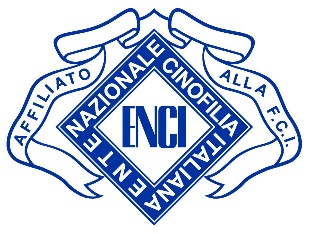 AFFILIATO
ALLA F.C.I.
ENTE NAZIONALE
CINOFILIA ITALIANA
ENCI